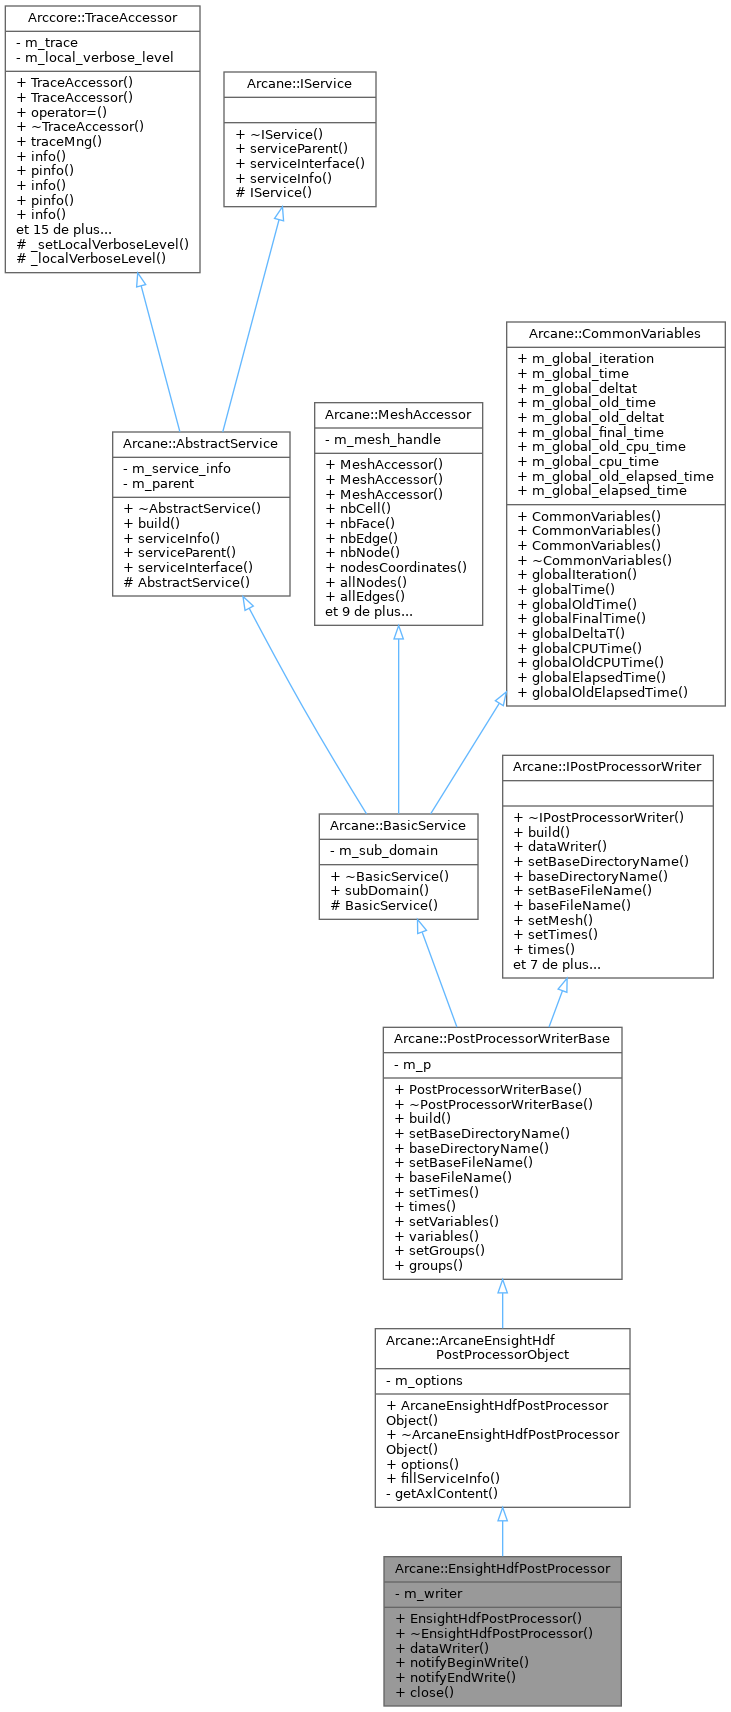 Arccore::TraceAccessor
- m_trace
- m_local_verbose_level
+ TraceAccessor()
+ TraceAccessor()
+ operator=()
+ ~TraceAccessor()
+ traceMng()
+ info()
+ pinfo()
+ info()
+ pinfo()
+ info()
et 15 de plus...
# _setLocalVerboseLevel()
# _localVerboseLevel()
Arcane::IService
+ ~IService()
+ serviceParent()
+ serviceInterface()
+ serviceInfo()
# IService()
Arcane::AbstractService
- m_service_info
- m_parent
+ ~AbstractService()
+ build()
+ serviceInfo()
+ serviceParent()
+ serviceInterface()
# AbstractService()
Arcane::MeshAccessor
- m_mesh_handle
+ MeshAccessor()
+ MeshAccessor()
+ MeshAccessor()
+ nbCell()
+ nbFace()
+ nbEdge()
+ nbNode()
+ nodesCoordinates()
+ allNodes()
+ allEdges()
et 9 de plus...
Arcane::CommonVariables
+ m_global_iteration
+ m_global_time
+ m_global_deltat
+ m_global_old_time
+ m_global_old_deltat
+ m_global_final_time
+ m_global_old_cpu_time
+ m_global_cpu_time
+ m_global_old_elapsed_time
+ m_global_elapsed_time
+ CommonVariables()
+ CommonVariables()
+ CommonVariables()
+ ~CommonVariables()
+ globalIteration()
+ globalTime()
+ globalOldTime()
+ globalFinalTime()
+ globalDeltaT()
+ globalCPUTime()
+ globalOldCPUTime()
+ globalElapsedTime()
+ globalOldElapsedTime()
Arcane::BasicService
- m_sub_domain
+ ~BasicService()
+ subDomain()
# BasicService()
Arcane::IPostProcessorWriter
+ ~IPostProcessorWriter()
+ build()
+ dataWriter()
+ setBaseDirectoryName()
+ baseDirectoryName()
+ setBaseFileName()
+ baseFileName()
+ setMesh()
+ setTimes()
+ times()
et 7 de plus...
Arcane::PostProcessorWriterBase
- m_p
+ PostProcessorWriterBase()
+ ~PostProcessorWriterBase()
+ build()
+ setBaseDirectoryName()
+ baseDirectoryName()
+ setBaseFileName()
+ baseFileName()
+ setTimes()
+ times()
+ setVariables()
+ variables()
+ setGroups()
+ groups()
Arcane::ArcaneEnsightHdf
PostProcessorObject
- m_options
+ ArcaneEnsightHdfPostProcessor
Object()
+ ~ArcaneEnsightHdfPostProcessor
Object()
+ options()
+ fillServiceInfo()
- getAxlContent()
Arcane::EnsightHdfPostProcessor
- m_writer
+ EnsightHdfPostProcessor()
+ ~EnsightHdfPostProcessor()
+ dataWriter()
+ notifyBeginWrite()
+ notifyEndWrite()
+ close()